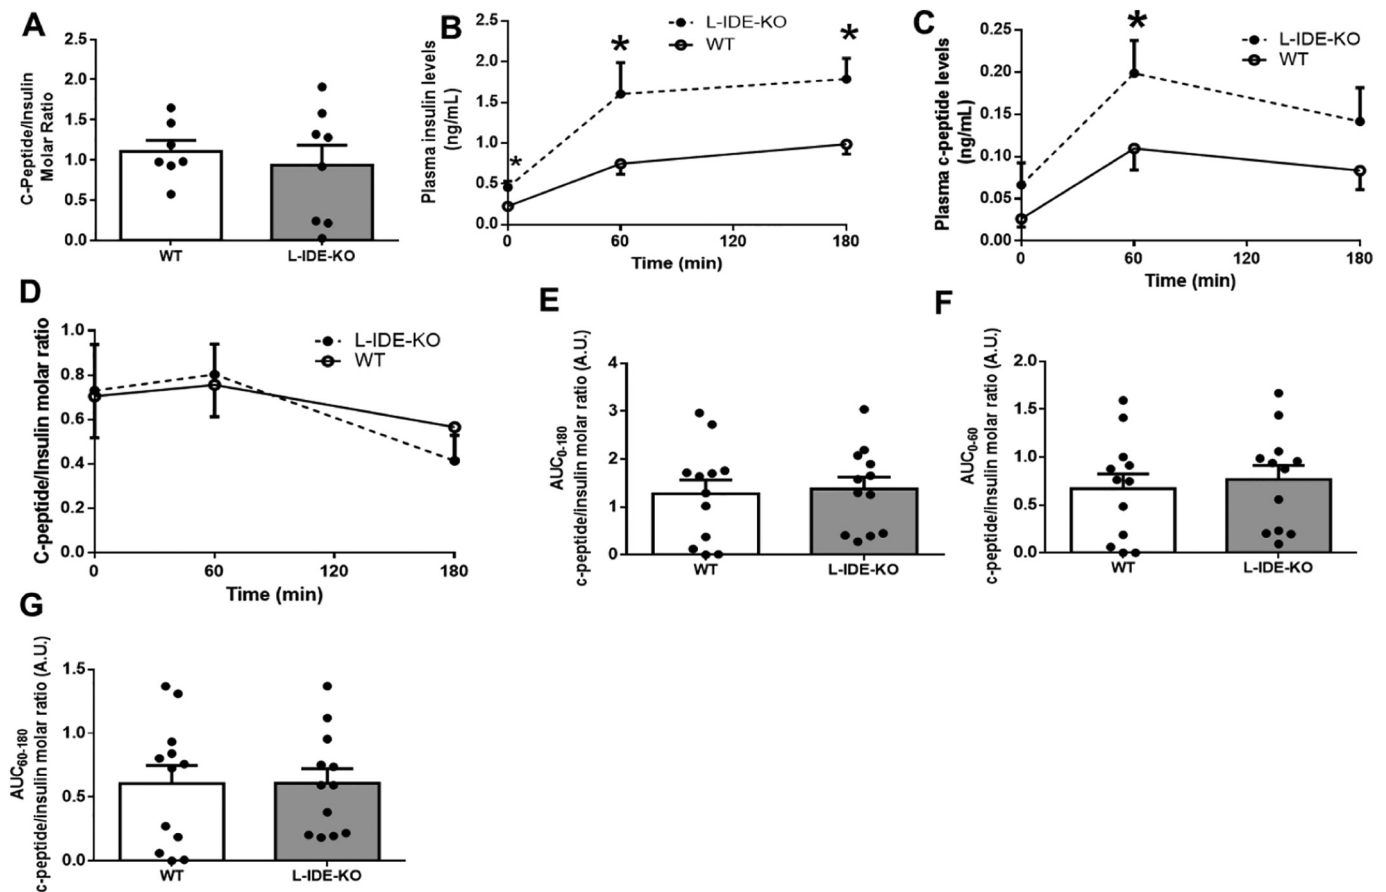 A
C-Peptide/Insulin
Molar Ratio
2.5
2.0
1.5
1.0
0.5
0.0
WT
L-IDE-KO
B
Plasma insulin levels
(ng/mL)
2.5
2.0
1.5
1.0
0.5
0.0
L-IDE-KO
WT
*
*
*
0
60
120
180
Time (min)
C
Plasma c-peptide levels
(ng/mL)
0.25
0.20
0.15
0.10
0.05
0.00
*
L-IDE-KO
WT
0
60
120
180
Time (min)
D
C-peptide/Insulin molar ratio
1.0
0.8
0.6
0.4
0.2
0.0
L-IDE-KO
WT
0
60
120
180
Time (min)
E
AUC0-180
c-peptide/insulin molar ratio (A.U.)
4
3
2
1
0
WT
L-IDE-KO
F
AUC0-60
c-peptide/insulin molar ratio (A.U.)
2.0
1.5
1.0
0.5
0.0
WT
L-IDE-KO
G
AUC60-180
c-peptide/insulin molar ratio (A.U.)
1.5
1.0
0.5
0.0
WT
L-IDE-KO